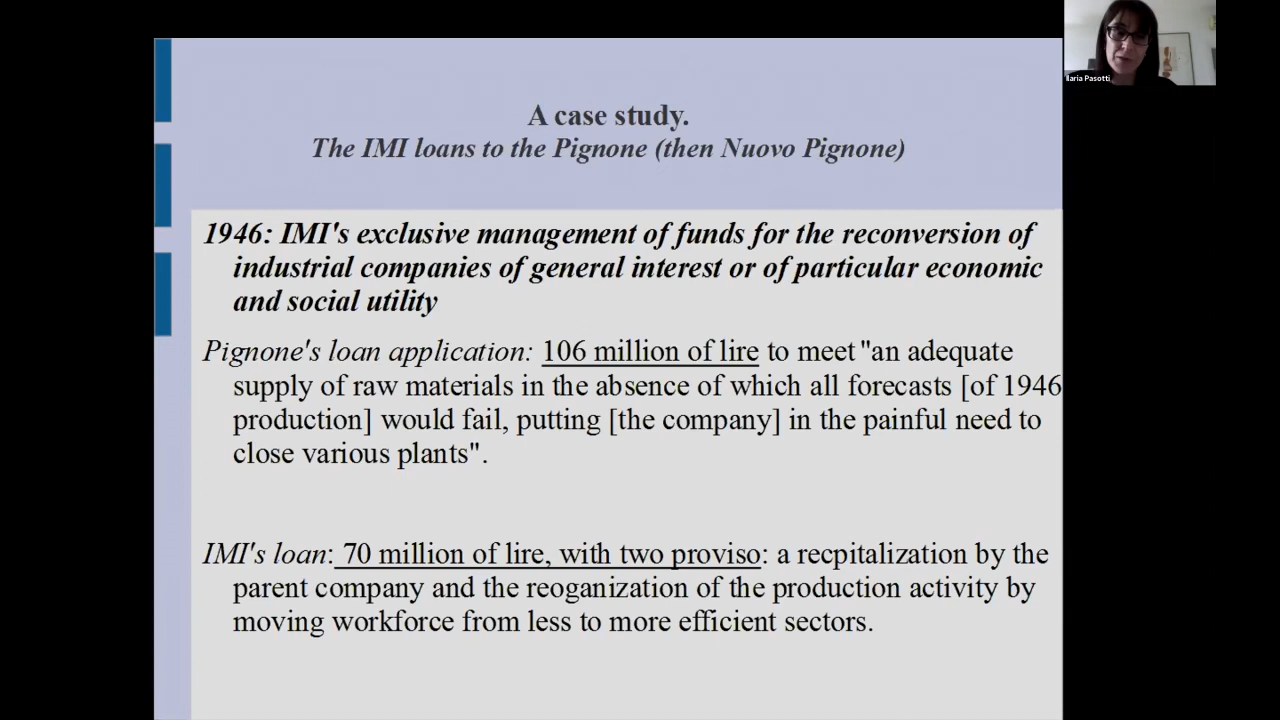 Ilaria Pasotti
A case study.
The IMI loans to the Pignone (then Nuovo Pignone)
1946: IMI's exclusive management of funds for the reconversion of
industrial companies of general interest or of particular economic
and social utility
Pignone's loan application: 106 million of lire to meet "an adequate
supply of raw materials in the absence of which all forecasts [of 1946
production] would fail, putting [the company] in the painful need to
close various plants".
IMI's loan: 70 million of lire, with two proviso: a recpitalization by the
parent company and the reoganization of the production activity by
moving workforce from less to more efficient sectors.